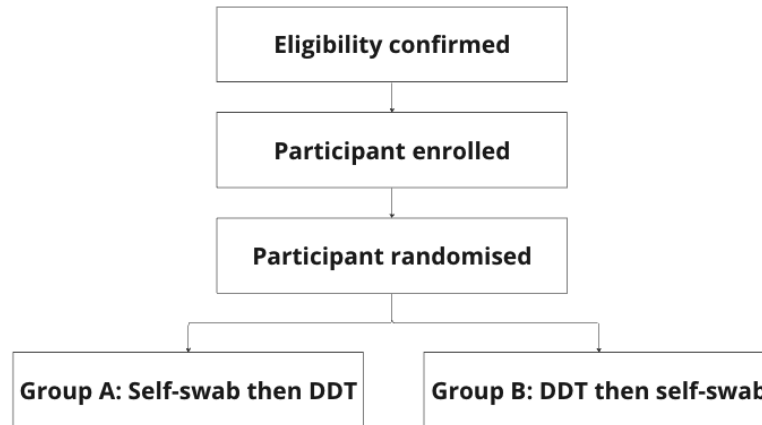 Eligibility confirmed
Participant enrolled
Participant randomised
Group A: Self-swab then DDT
Group B: DDT then self-swab